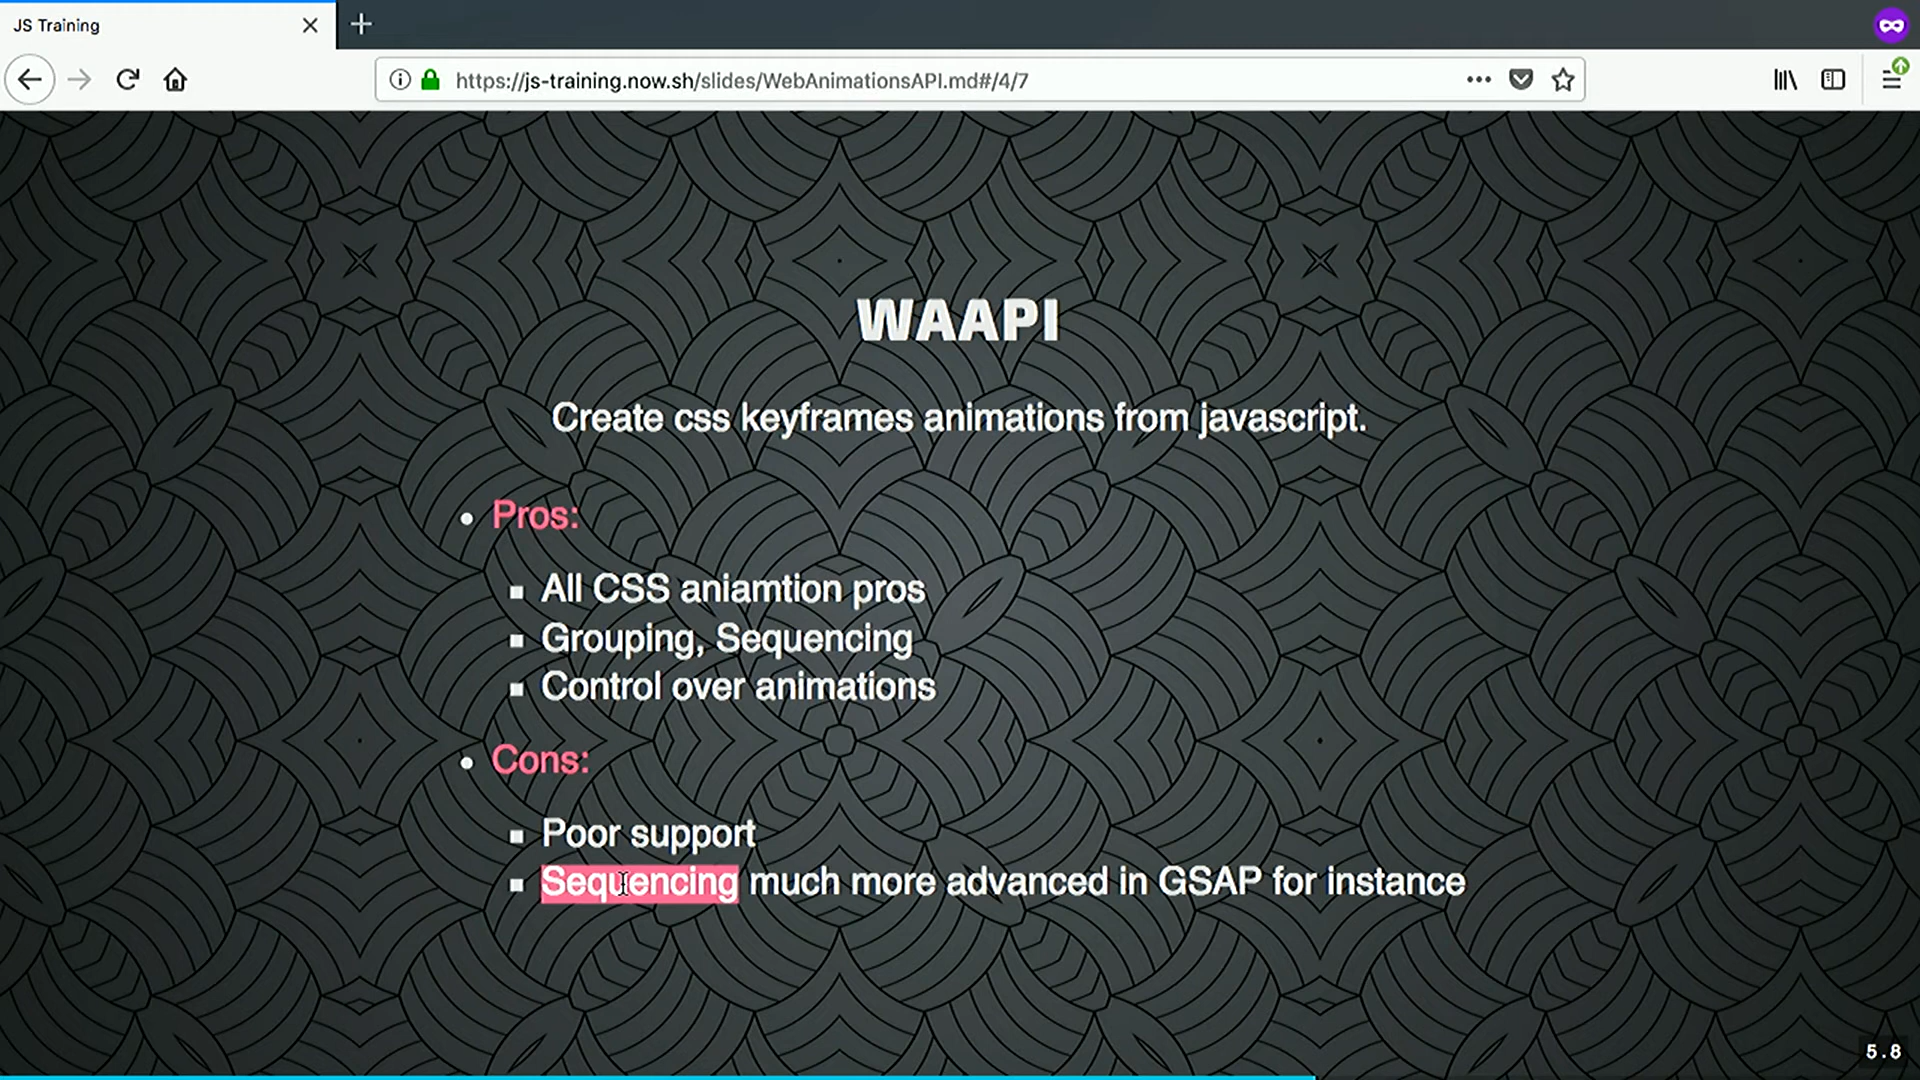 JS Training
https://js-training.now.sh/slides/WebAnimationsAPI.md#/4/7
WAAPI
Create css keyframes animations from javascript.
Pros:
All CSS aniamtion pros
Grouping, Sequencing
Control over animations
Cons:
Poor support
Sequencing much more advanced in GSAP for instance
5.8